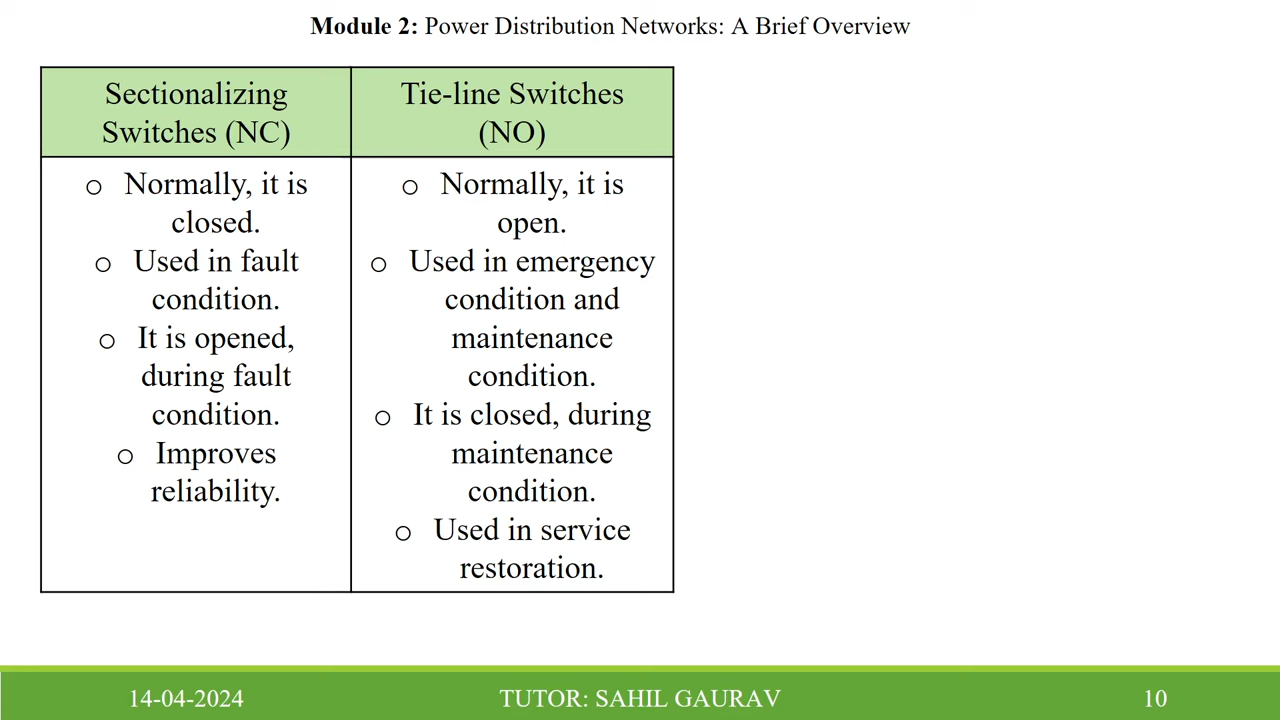 Module 2: Power Distribution Networks: A Brief Overview
Sectionalizing
Switches (NC)
Tie-line Switches
(NO)
o Normally, it is
closed.
o Used in fault
condition.
o It is opened,
during fault
condition.
o Improves
reliability.
o Normally, it is
open.
o Used in emergency
condition and
maintenance
condition.
o It is closed, during
maintenance
condition.
o Used in service
restoration.
14-04-2024
TUTOR: SAHIL GAURAV
10